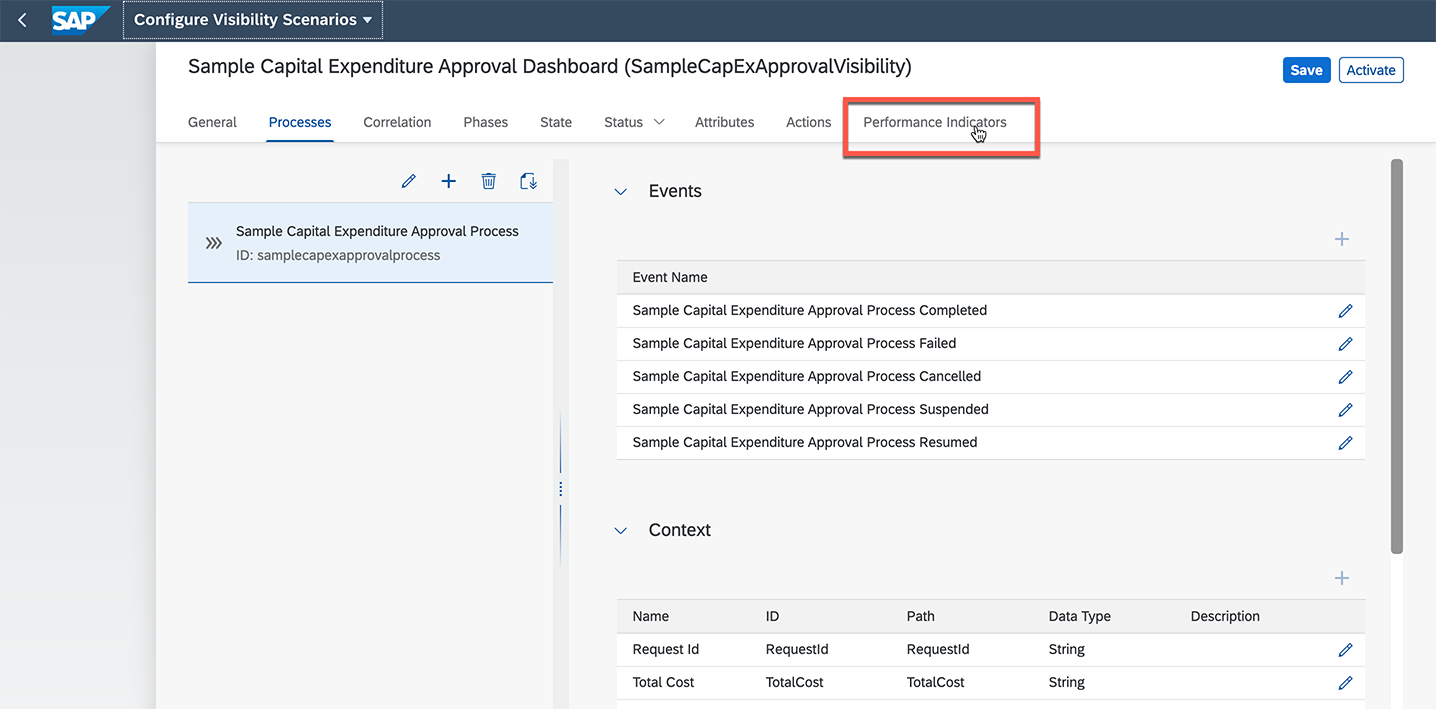 SAP Configure Visibility Scenarios
Sample Capital Expenditure Approval Dashboard (SampleCapExApprovalVisibility)
Save Activate
General Processes Correlation Phases State Status Attributes Actions Performance Indicators
Sample Capital Expenditure Approval Process
ID: samplecapexapprovalprocess
Events
Event Name
Sample Capital Expenditure Approval Process Completed
Sample Capital Expenditure Approval Process Failed
Sample Capital Expenditure Approval Process Cancelled
Sample Capital Expenditure Approval Process Suspended
Sample Capital Expenditure Approval Process Resumed
Context
Name ID Path Data Type Description
Request Id RequestId RequestId String
Total Cost TotalCost TotalCost String